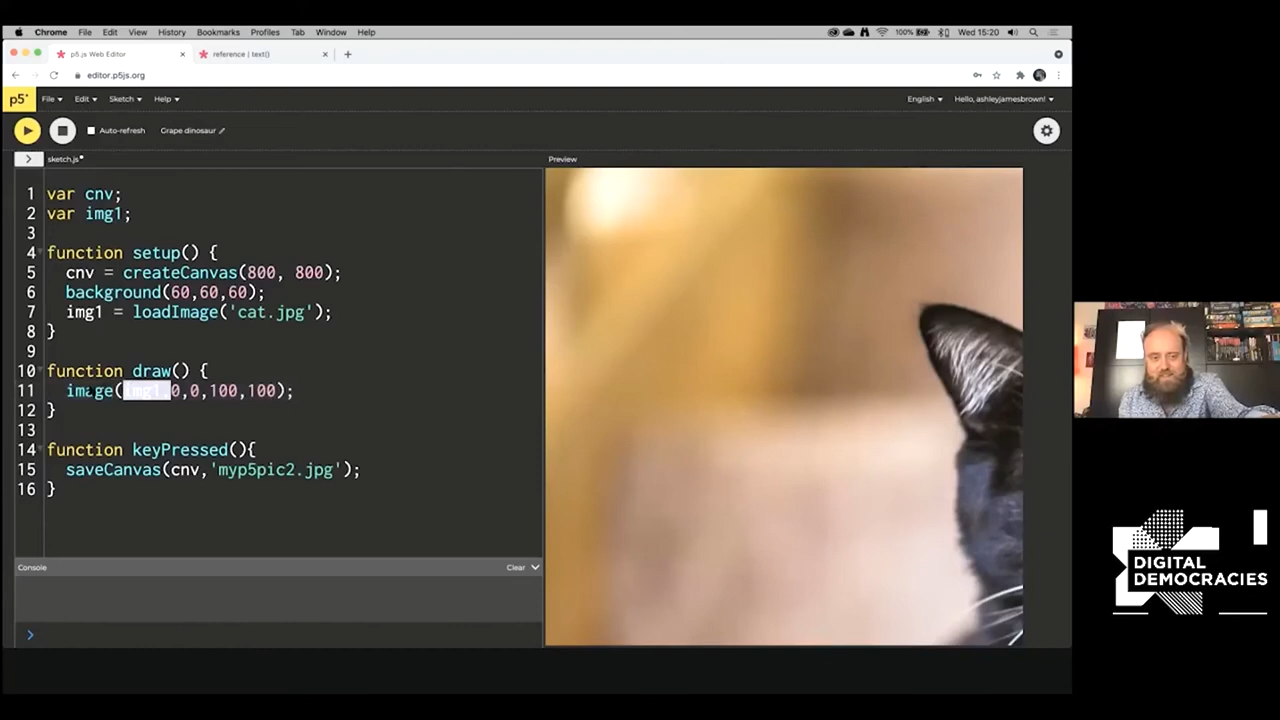 Chrome File Edit View History Bookmarks Profiles Tab Window Help 100% Wed 15:20
p5.js Web Editor × reference | text() × +
editor.p5js.org
p5* File Edit Sketch Help English Hello, ashleyjamesbrown!
Auto-refresh Grape dinosaur
> sketch.js Preview
1 var cnv;
2 var img1;
3
4 function setup() {
5 cnv = createCanvas(800, 800);
6 background(60,60,60);
7 img1 = loadImage('cat.jpg');
8 }
9
10 function draw() {
11 image(img1,0,0,100,100);
12 }
13
14 function keyPressed(){
15 saveCanvas(cnv,'myp5pic2.jpg');
16 }
Console Clear
>
DIGITAL
DEMOCRACIES